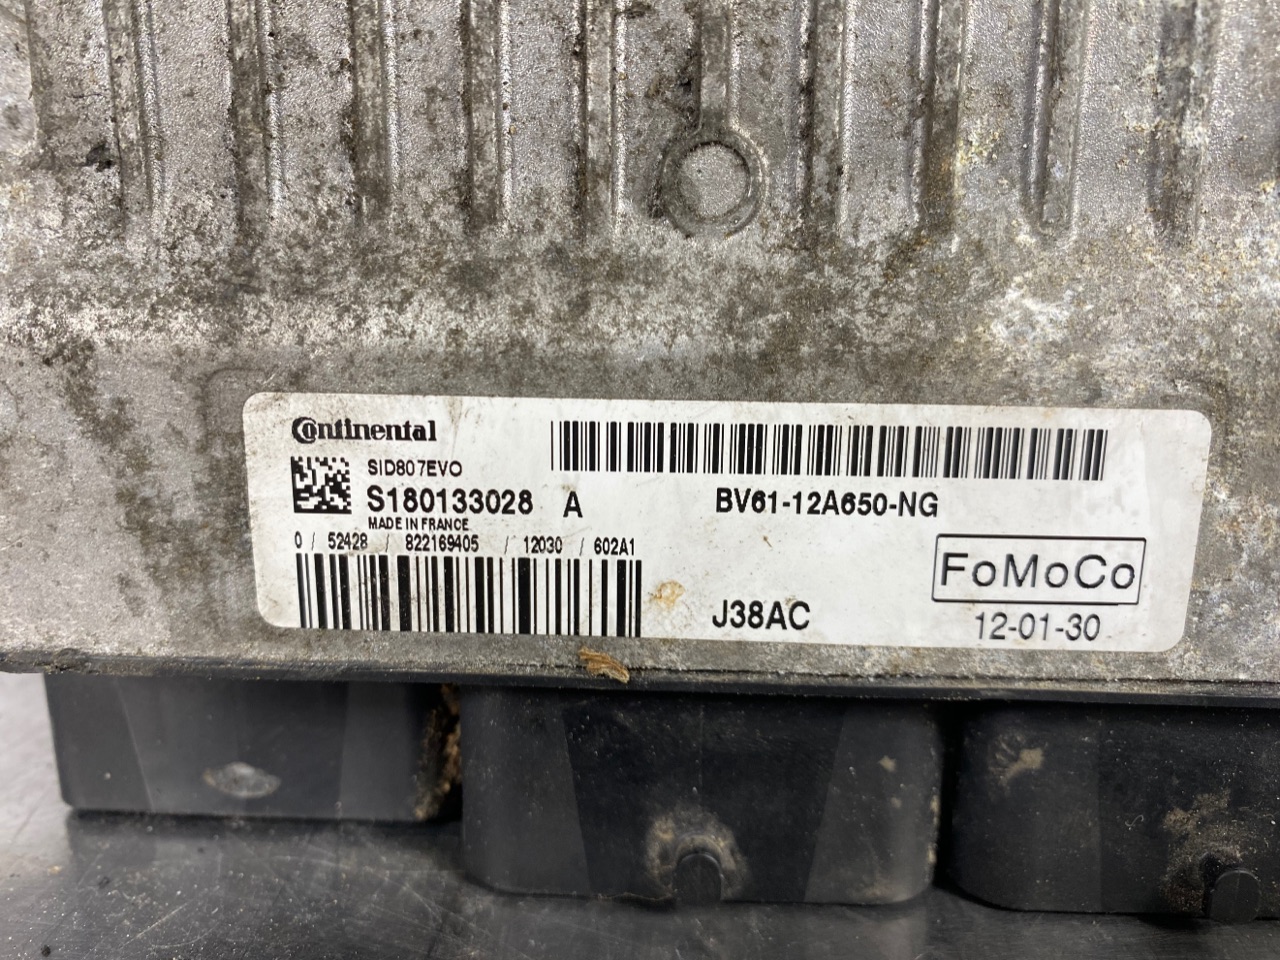 Continental
SID807EVO
S180133028 A
MADE IN FRANCE
0 / 52428 / 822169405 / 12030 / 602A1
BV61-12A650-NG
FoMoCo
J38AC
12-01-30